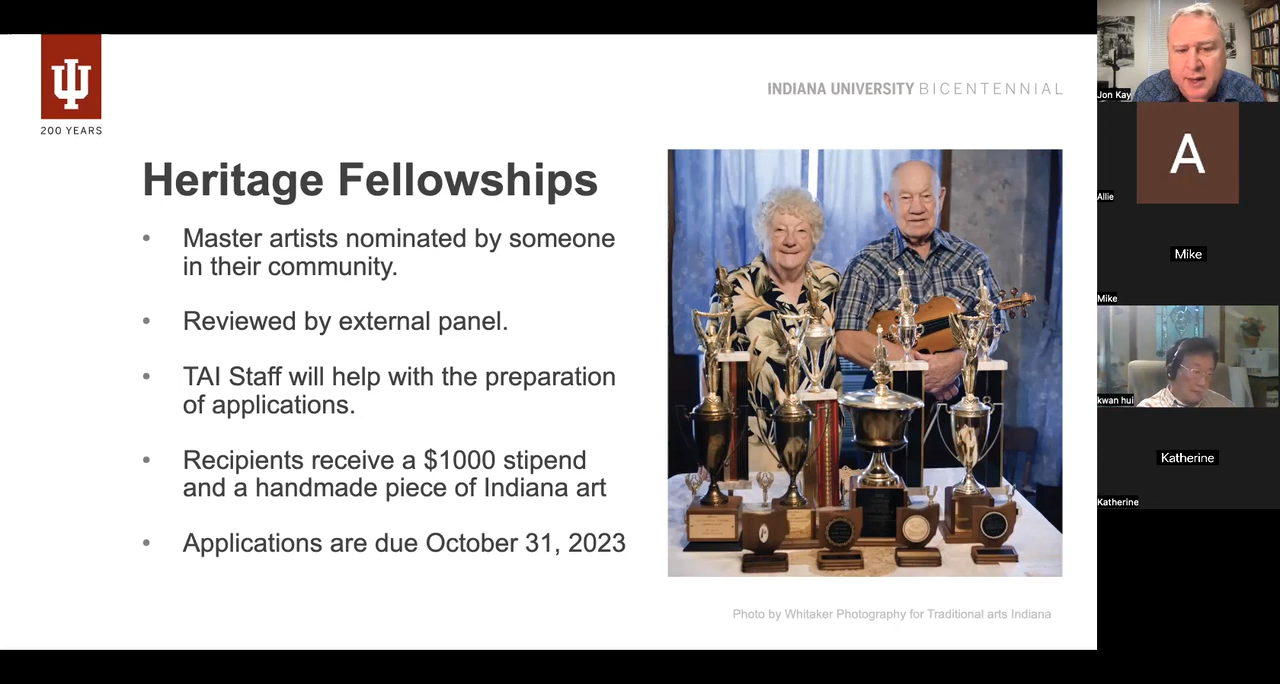 200 YEARS
INDIANA UNIVERSITY BICENTENNIAL
Heritage Fellowships
• Master artists nominated by someone
in their community.
• Reviewed by external panel.
• TAI Staff will help with the preparation
of applications.
• Recipients receive a $1000 stipend
and a handmade piece of Indiana art
• Applications are due October 31, 2023
Photo by Whitaker Photography for Traditional arts Indiana
Jon Kay
A
Allie
Mike
Mike
kwan hui
Katherine
Katherine